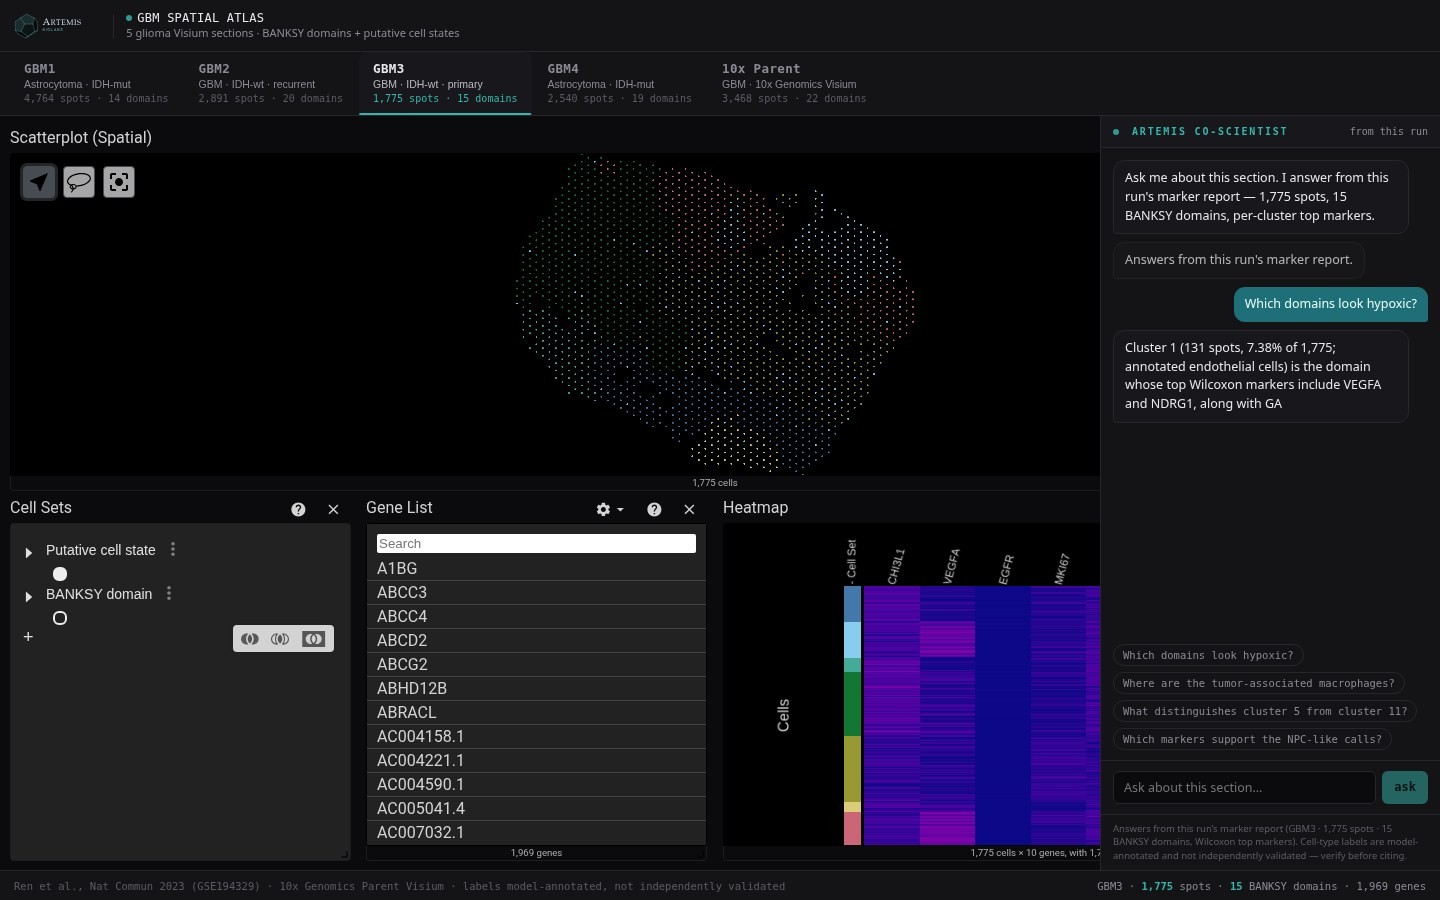 ARTEMIS
GBM SPATIAL ATLAS
5 glioma Visium sections · BANKSY domains + putative cell states
GBM1
Astrocytoma · IDH-mut
4,764 spots · 14 domains
GBM2
GBM · IDH-wt · recurrent
2,891 spots · 20 domains
GBM3
GBM · IDH-wt · primary
1,775 spots · 15 domains
GBM4
Astrocytoma · IDH-mut
2,540 spots · 19 domains
10x Parent
GBM · 10x Genomics Visium
3,468 spots · 22 domains
Scatterplot (Spatial)
1,775 cells
Cell Sets
Putative cell state
BANKSY domain
+
Gene List
Search
A1BG
ABCC3
ABCC4
ABCD2
ABCG2
ABHD12B
ABRACL
AC004158.1
AC004221.1
AC004590.1
AC005041.4
AC007032.1
1,969 genes
Heatmap
- Cell Set
CHI3L1
VEGFA
EGFR
MKI67
Cells
1,775 cells × 10 genes, with 1,7
ARTEMIS CO-SCIENTIST
from this run
Ask me about this section. I answer from this
run's marker report — 1,775 spots, 15
BANKSY domains, per-cluster top markers.
Answers from this run's marker report.
Which domains look hypoxic?
Cluster 1 (131 spots, 7.38% of 1,775;
annotated endothelial cells) is the domain
whose top Wilcoxon markers include VEGFA
and NDRG1, along with GA
Which domains look hypoxic?
Where are the tumor-associated macrophages?
What distinguishes cluster 5 from cluster 11?
Which markers support the NPC-like calls?
Ask about this section...
ask
Answers from this run's marker report (GBM3 · 1,775 spots · 15
BANKSY domains, Wilcoxon top markers). Cell-type labels are model-
annotated and not independently validated — verify before citing.
Ren et al., Nat Commun 2023 (GSE194329) · 10x Genomics Parent Visium · labels model-annotated, not independently validated
GBM3 · 1,775 spots · 15 BANKSY domains · 1,969 genes